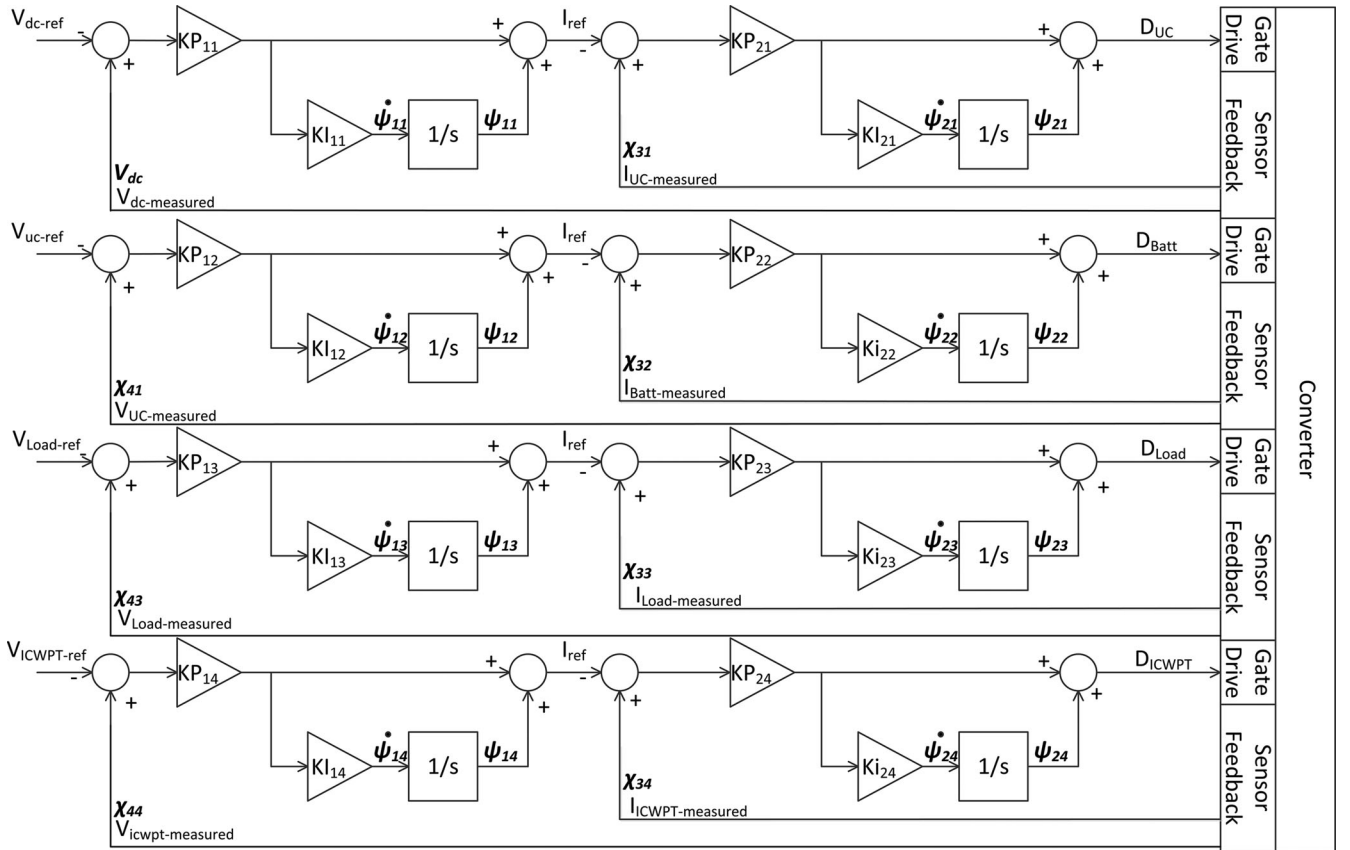 V_dc-ref - + KP_11 + + I_ref - + KP_21 + + D_UC Gate Drive
KI_11 ψ̇_11 1/s ψ_11 KI_21 ψ̇_21 1/s ψ_21 Sensor Feedback
V_dc χ_31
V_dc-measured I_UC-measured
V_uc-ref - + KP_12 + + I_ref - + KP_22 + + D_Batt Gate Drive
KI_12 ψ̇_12 1/s ψ_12 Ki_22 ψ̇_22 1/s ψ_22 Sensor Feedback
χ_41 χ_32
V_UC-measured I_Batt-measured
Converter
V_Load-ref - + KP_13 + + I_ref - + KP_23 + + D_Load Gate Drive
KI_13 ψ̇_13 1/s ψ_13 Ki_23 ψ̇_23 1/s ψ_23 Sensor Feedback
χ_43 χ_33
V_Load-measured I_Load-measured
V_ICWPT-ref - + KP_14 + + I_ref - + KP_24 + + D_ICWPT Gate Drive
KI_14 ψ̇_14 1/s ψ_14 Ki_24 ψ̇_24 1/s ψ_24 Sensor Feedback
χ_44 χ_34
V_icwpt-measured I_ICWPT-measured